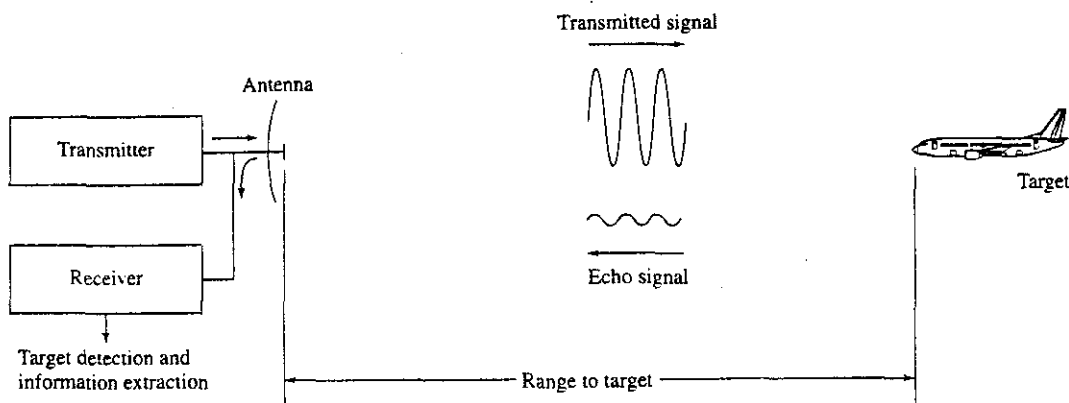 Transmitted signal
Antenna
Transmitter
Target
Echo signal
Receiver
Target detection and
information extraction
Range to target